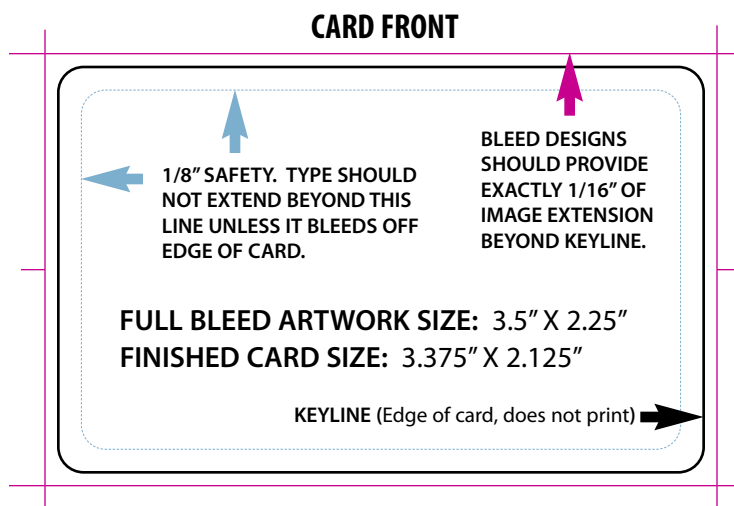 CARD FRONT
1/8” SAFETY. TYPE SHOULD
NOT EXTEND BEYOND THIS
LINE UNLESS IT BLEEDS OFF
EDGE OF CARD.
BLEED DESIGNS
SHOULD PROVIDE
EXACTLY 1/16” OF
IMAGE EXTENSION
BEYOND KEYLINE.
FULL BLEED ARTWORK SIZE: 3.5” X 2.25”
FINISHED CARD SIZE: 3.375” X 2.125”
KEYLINE (Edge of card, does not print)